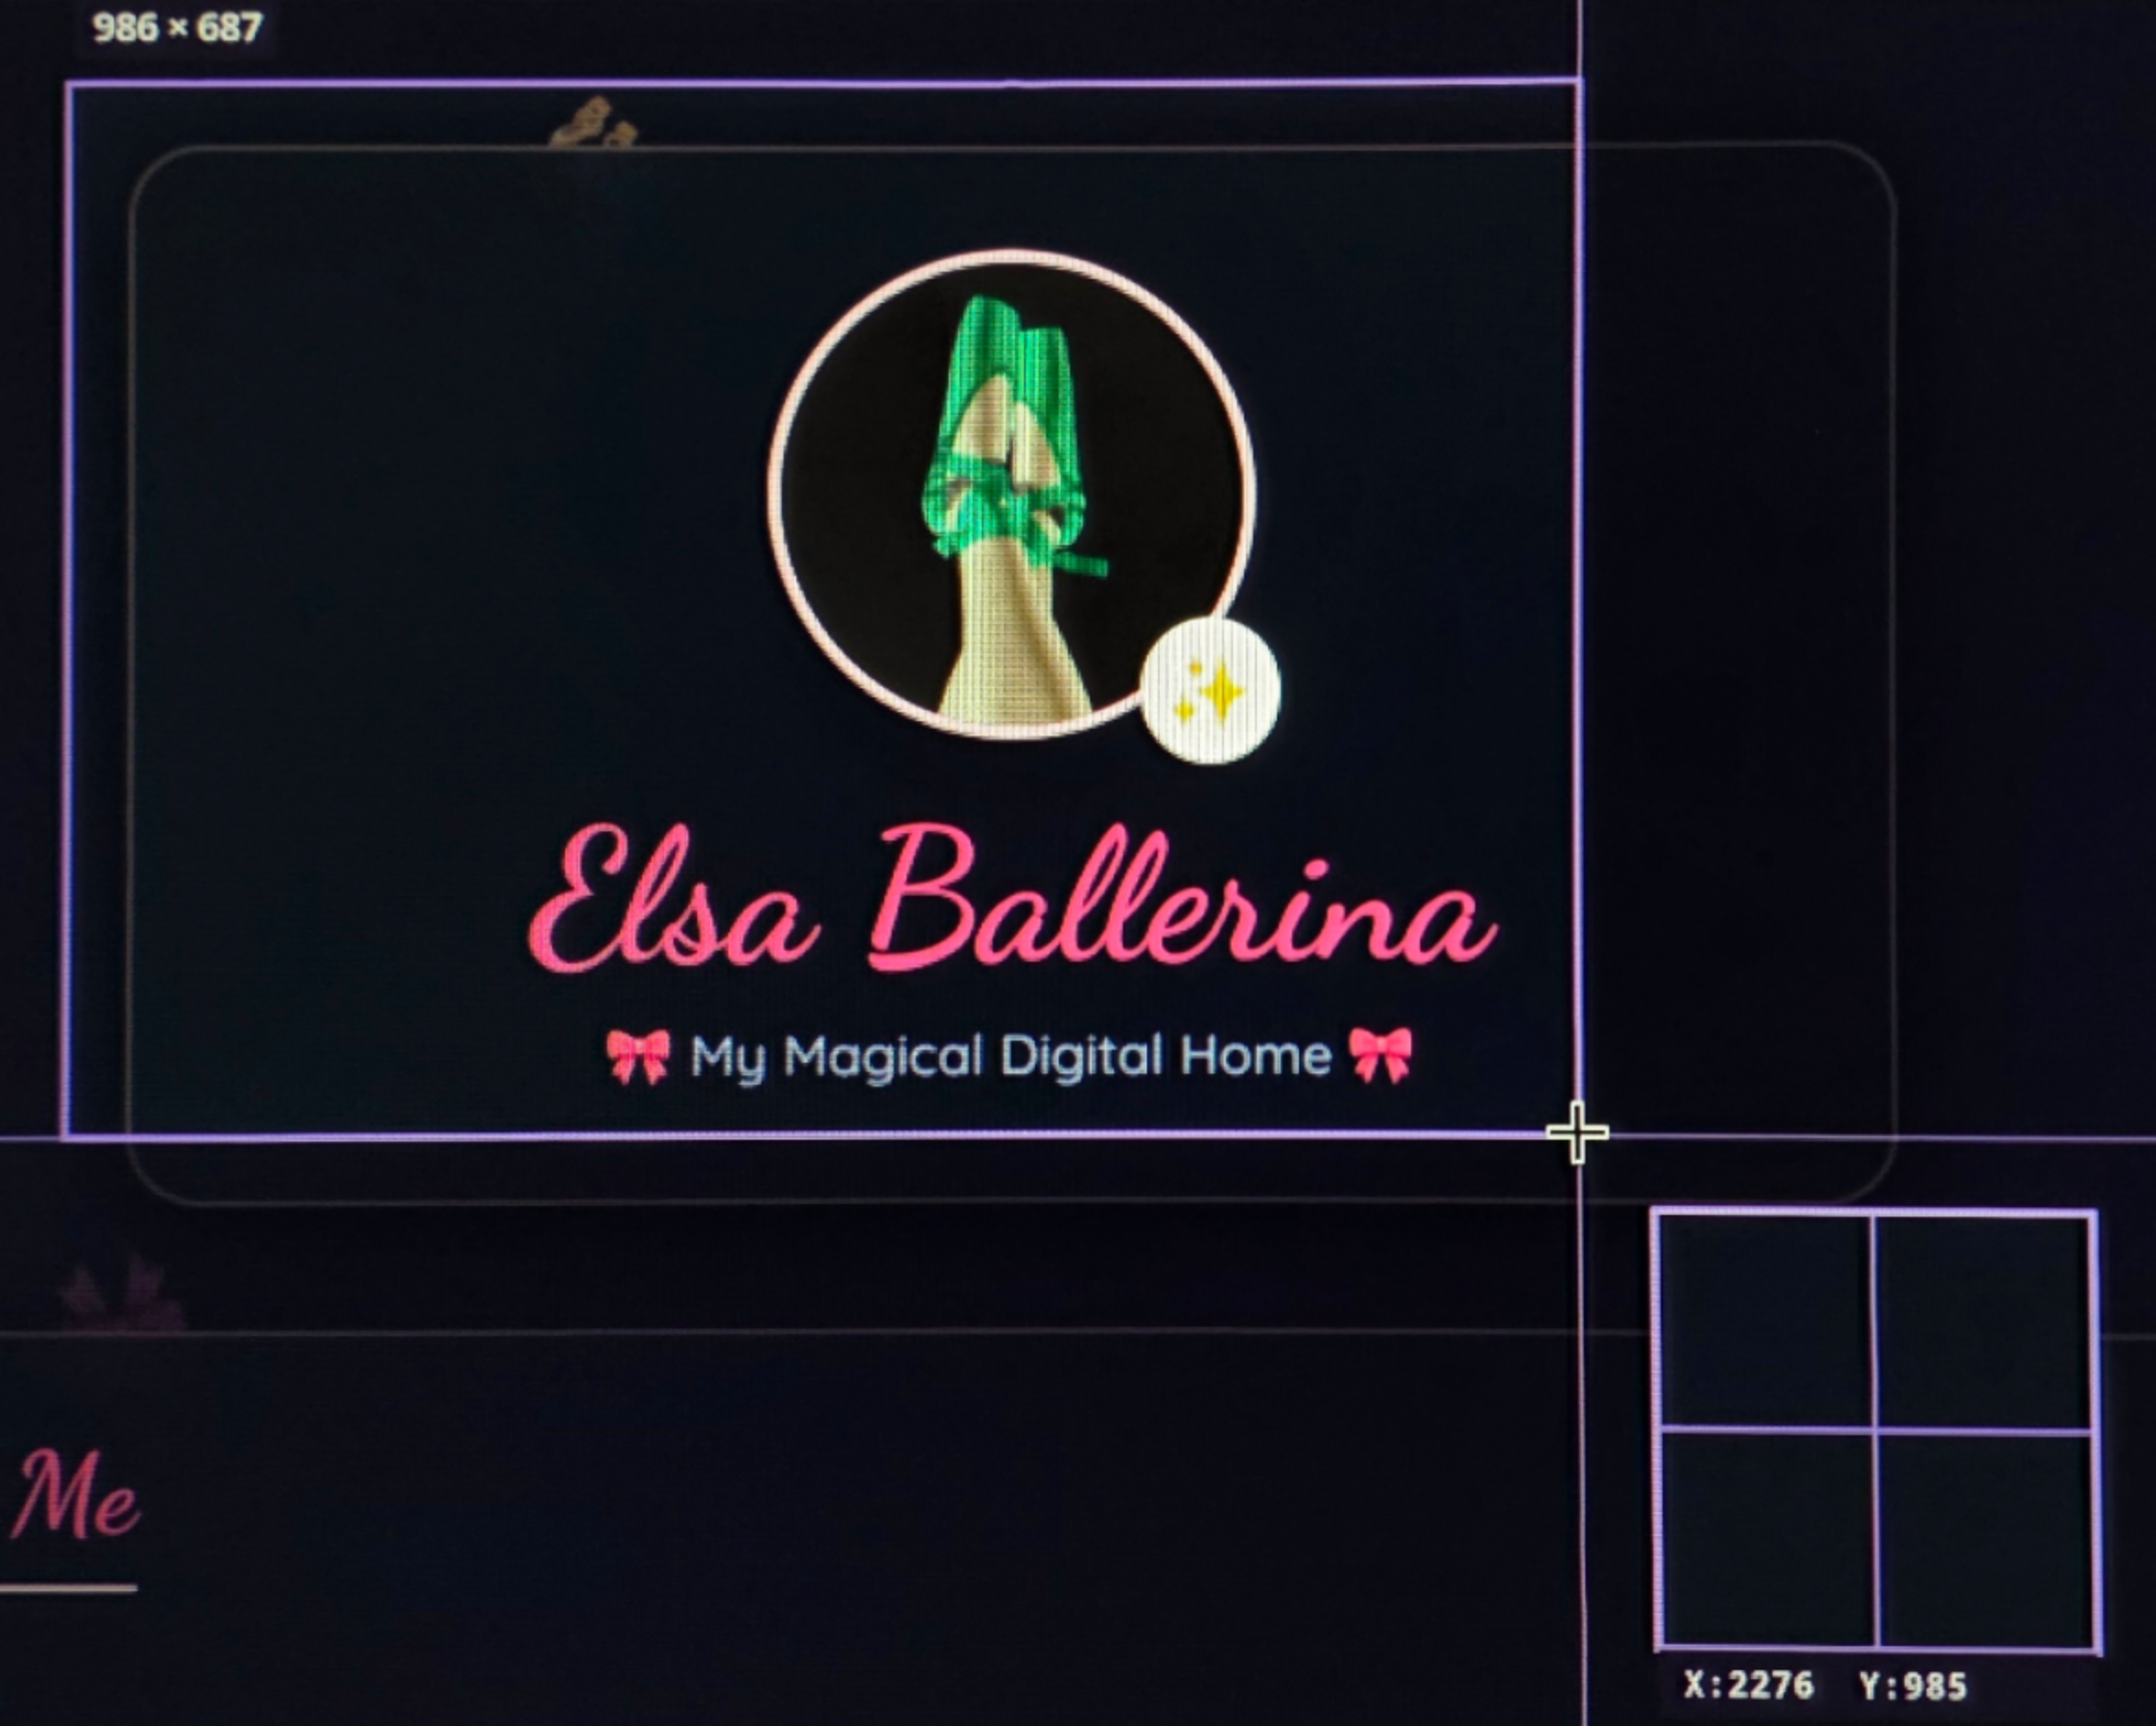 986 × 687
Elsa Ballerina
🎀 My Magical Digital Home 🎀
Me
X:2276 Y:985